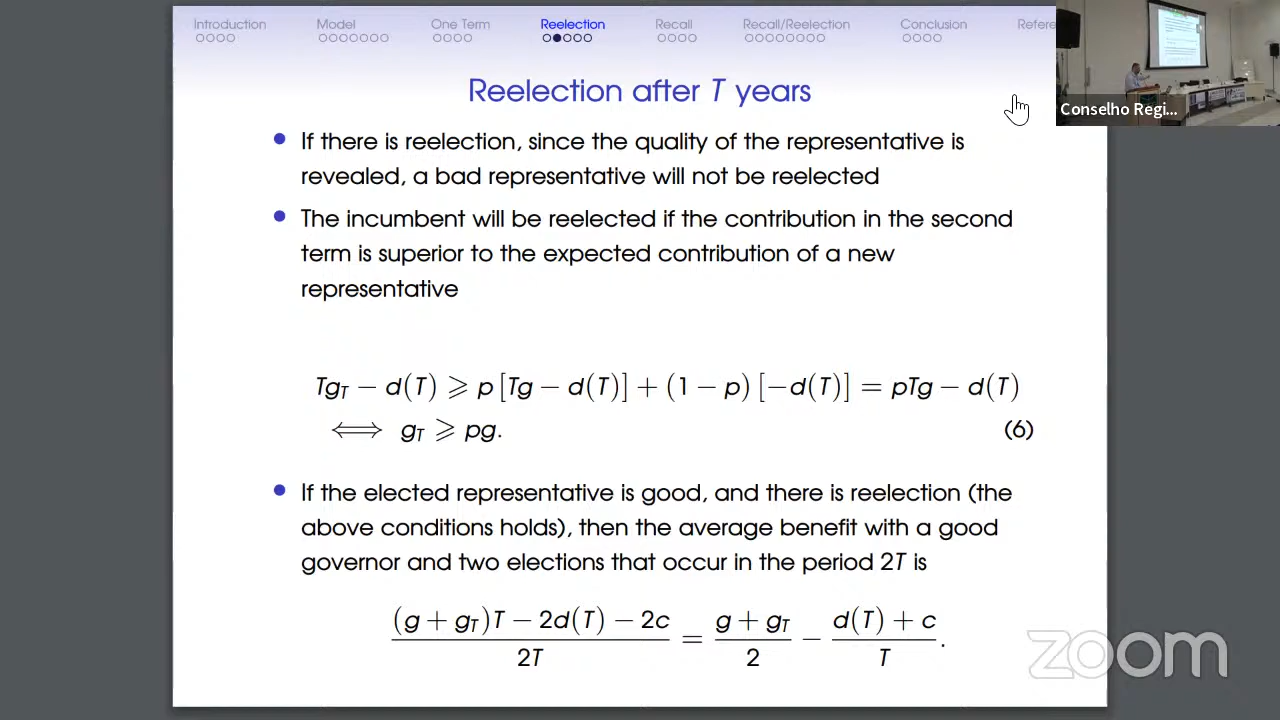 Introduction Model One Term Reelection Recall Recall/Reelection Conclusion Refere
Conselho Regi...
Reelection after T years
If there is reelection, since the quality of the representative is
revealed, a bad representative will not be reelected
The incumbent will be reelected if the contribution in the second
term is superior to the expected contribution of a new
representative
Tg_T − d(T) ⩾ p [Tg − d(T)] + (1 − p) [−d(T)] = pTg − d(T)
⟺ g_T ⩾ pg. (6)
If the elected representative is good, and there is reelection (the
above conditions holds), then the average benefit with a good
governor and two elections that occur in the period 2T is
(g + g_T)T − 2d(T) − 2c / 2T = g + g_T / 2 − d(T) + c / T .
zoom